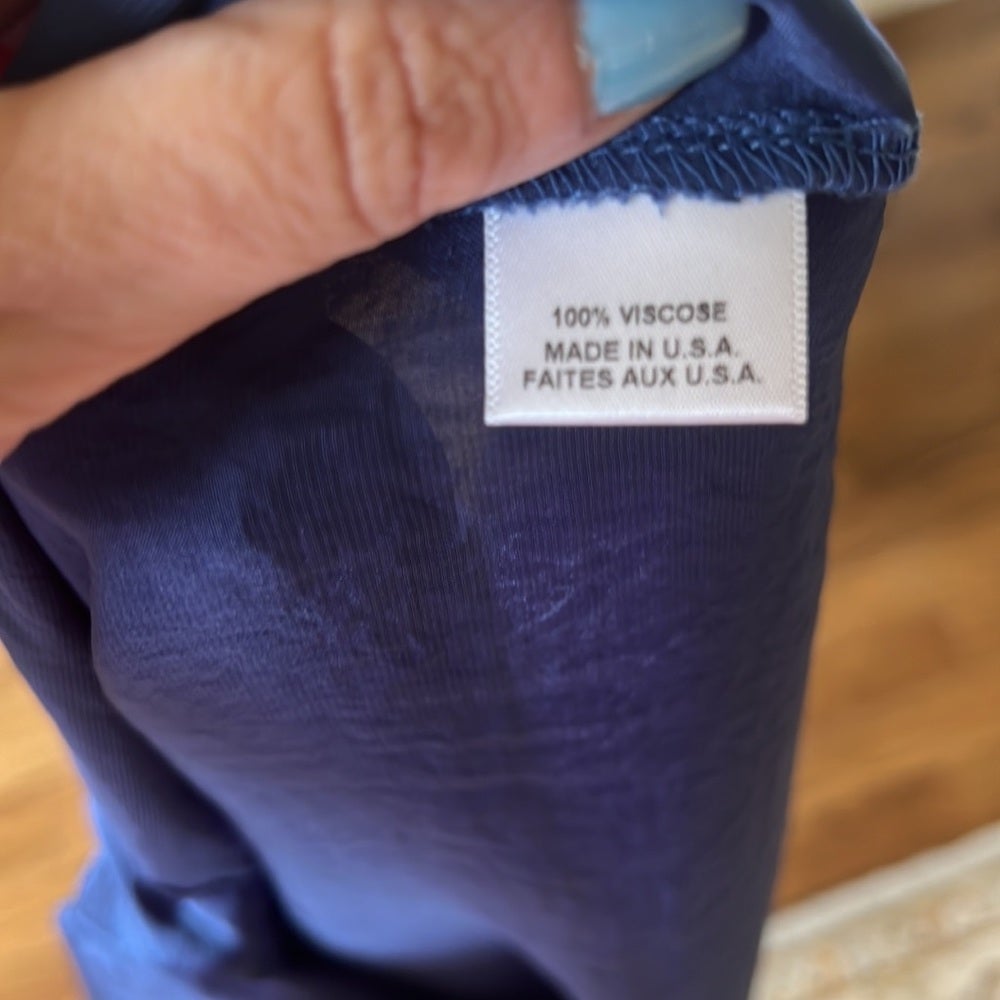 100% VISCOSE
MADE IN U.S.A.
FAITES AUX U.S.A.